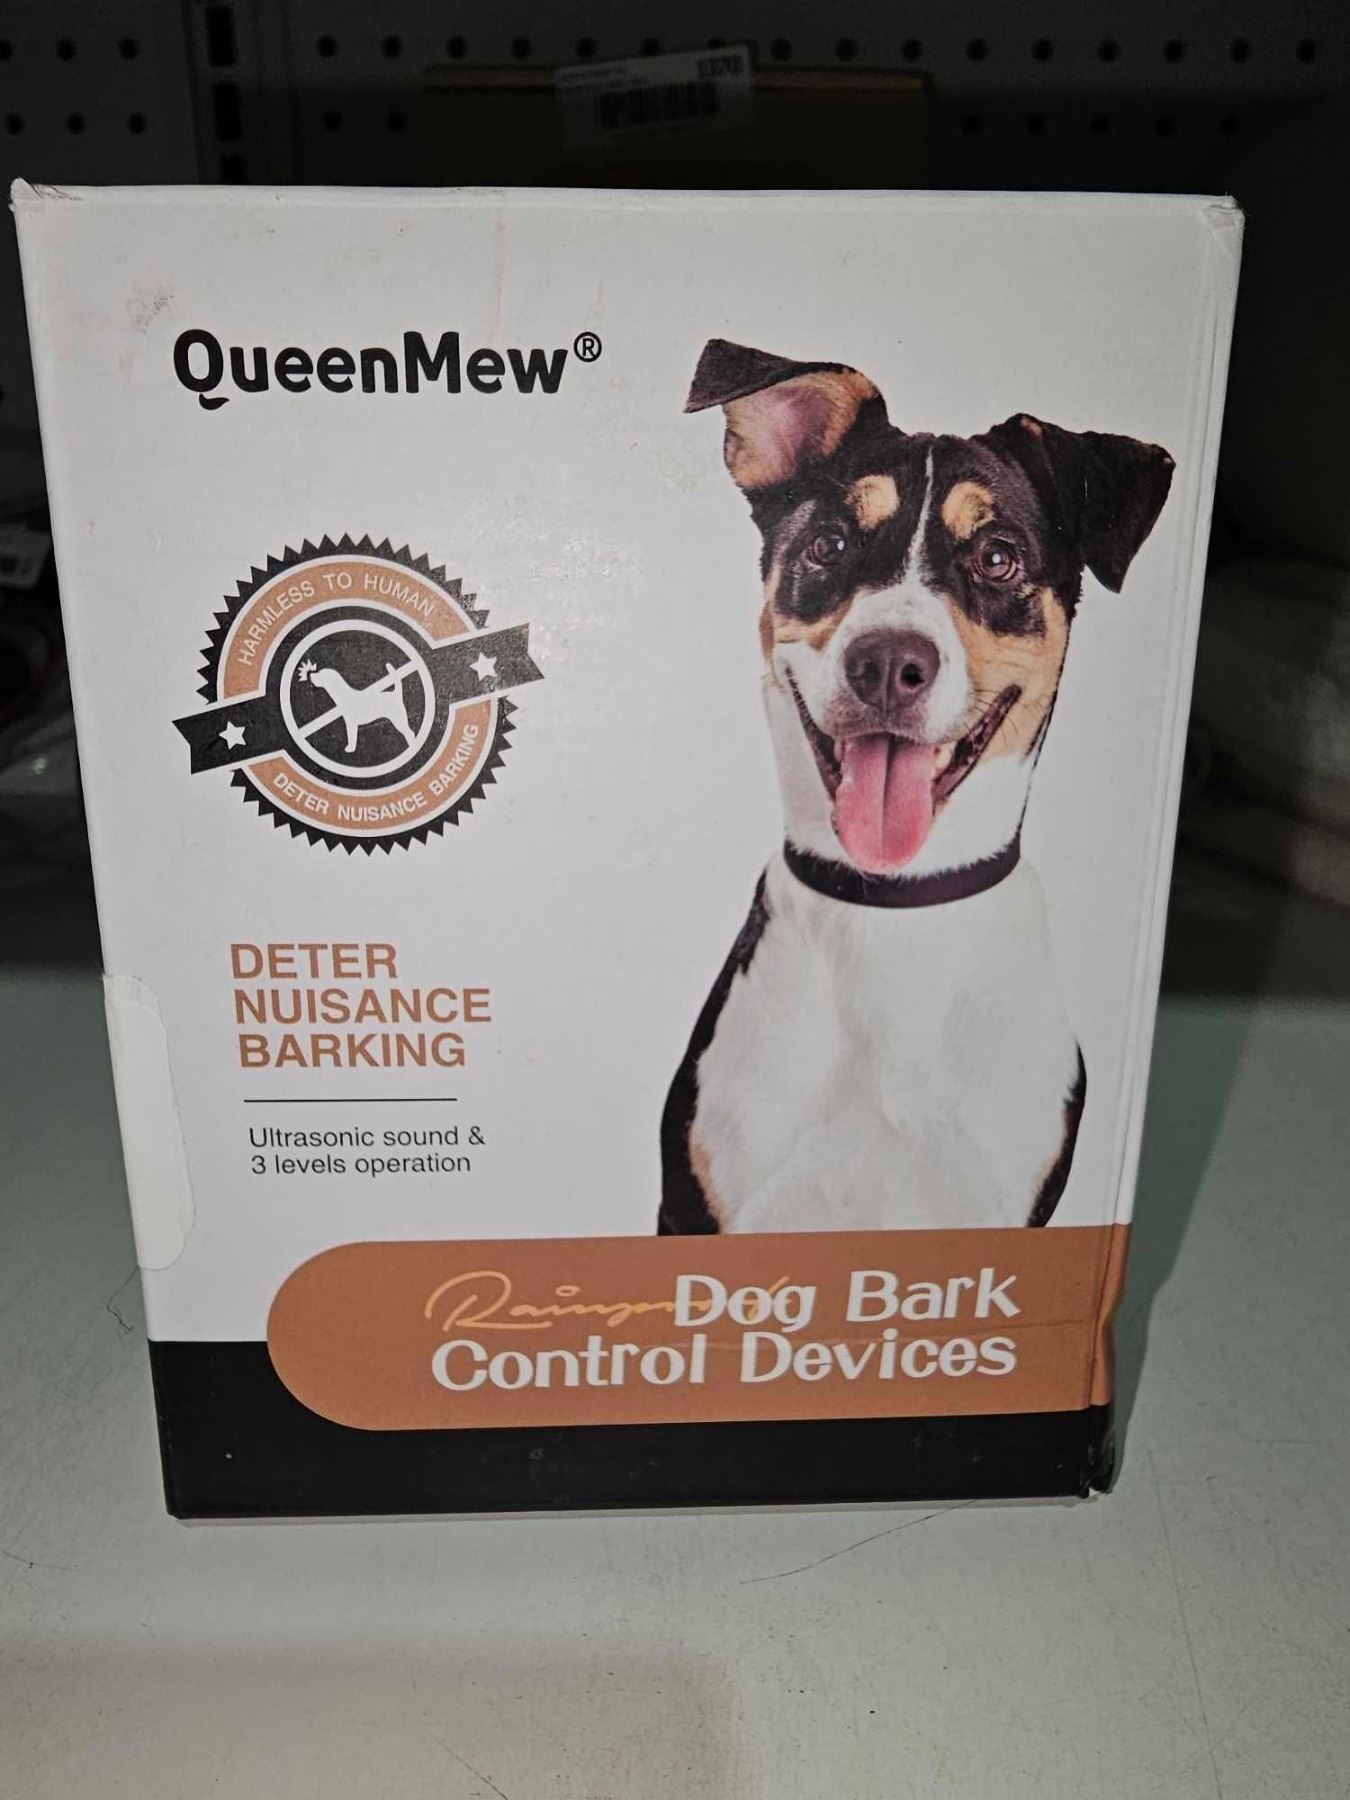 QueenMew®
HARMLESS TO HUMAN
DETER NUISANCE BARKING
DETER
NUISANCE
BARKING
Ultrasonic sound &
3 levels operation
Rainproof Dog Bark
Control Devices